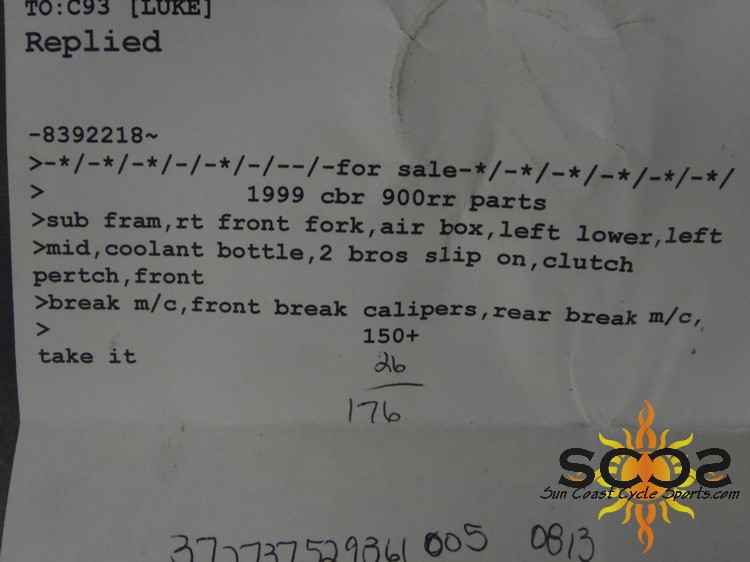 TO:C93 [LUKE]
Replied
-8392218~
>-*/-*/-*/-/-*/-/--/-for sale-*/-*/-*/-*/-*/-*/
> 1999 cbr 900rr parts
>sub fram,rt front fork,air box,left lower,left
>mid,coolant bottle,2 bros slip on,clutch
pertch,front
>break m/c,front break calipers,rear break m/c,
> 150+
take it
26
176
SCCS
Sun Coast Cycle Sports.com
005 0813